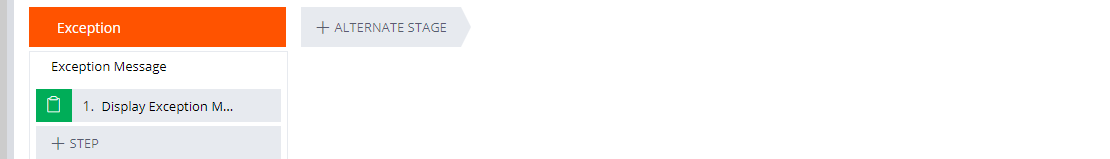 Exception
+ ALTERNATE STAGE
Exception Message
1. Display Exception M...
+ STEP